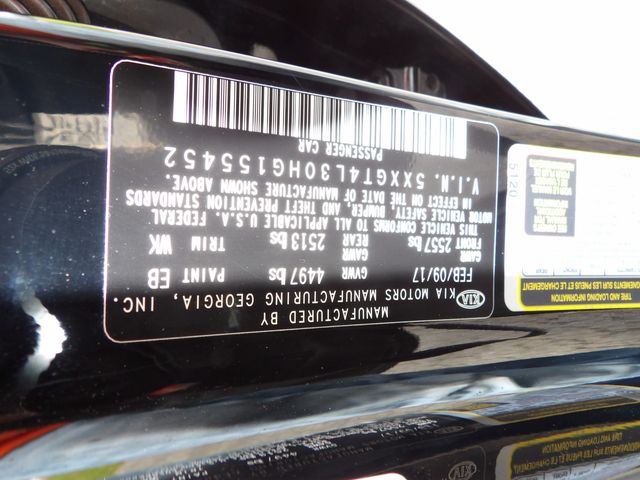 MANUFACTURED BY
KIA KIA MOTORS MANUFACTURING GEORGIA, INC.
FEB/09/17 GVWR 4497 lbs PAINT EB
GAWR FRONT 2557 lbs GAWR REAR 2513 lbs TRIM WK
THIS VEHICLE CONFORMS TO ALL APPLICABLE U.S.A. FEDERAL
MOTOR VEHICLE SAFETY, BUMPER, AND THEFT PREVENTION STANDARDS
IN EFFECT ON THE DATE OF MANUFACTURE SHOWN ABOVE.
V.I.N. 5XXGT4L30HG155452
PASSENGER CAR
TIRE AND LOADING INFORMATION